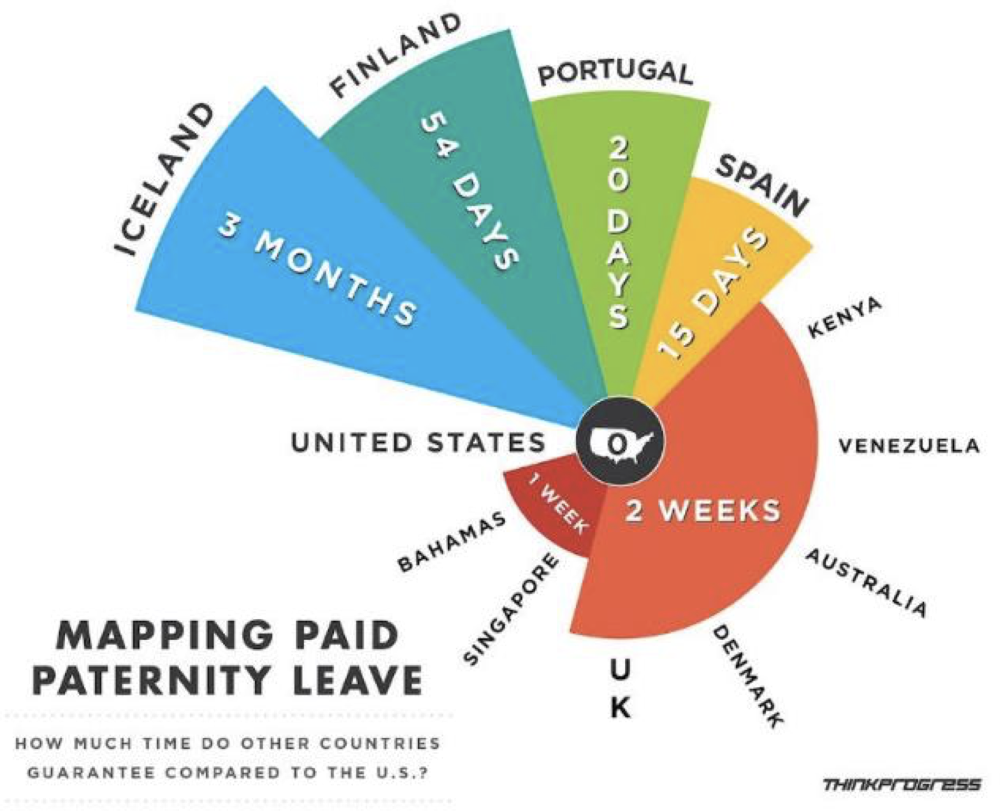 ICELAND
FINLAND
PORTUGAL
SPAIN
3 MONTHS
54 DAYS
20 DAYS
15 DAYS
KENYA
UNITED STATES
0
VENEZUELA
1 WEEK
2 WEEKS
BAHAMAS
SINGAPORE
AUSTRALIA
DENMARK
UK
MAPPING PAID
PATERNITY LEAVE
HOW MUCH TIME DO OTHER COUNTRIES
GUARANTEE COMPARED TO THE U.S.?
THINKPROGRESS